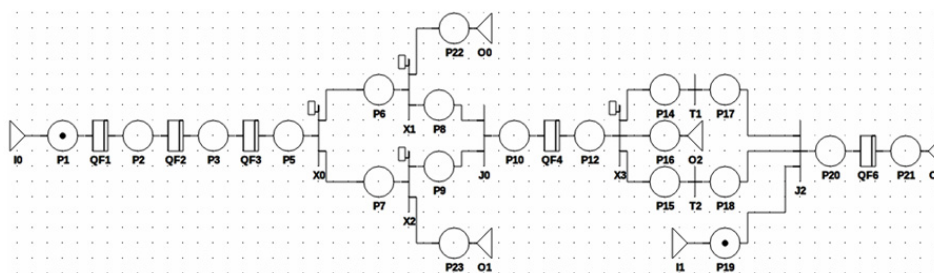 P22 O0
P6 P14 T1 P17
X1 P8
I0 P1 QF1 P2 QF2 P3 QF3 P5 P10 QF4 P12 P16 O2
X0 X3 P20 QF6 P21 O
P7 P9 J0 P15 T2 P18 J2
X2
P23 O1 I1 P19